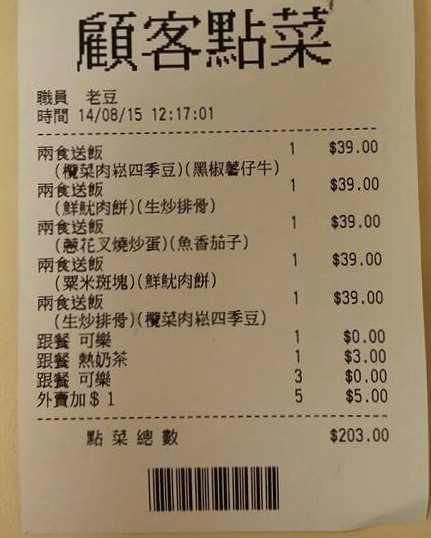 顧客點菜
職員 老豆
時間 14/08/15 12:17:01
兩食送飯 1 $39.00
(欖菜肉崧四季豆)(黑椒薯仔牛)
兩食送飯 1 $39.00
(鮮魷肉餅)(生炒排骨)
兩食送飯 1 $39.00
(蔥花叉燒炒蛋)(魚香茄子)
兩食送飯 1 $39.00
(粟米斑塊)(鮮魷肉餅)
兩食送飯 1 $39.00
(生炒排骨)(欖菜肉崧四季豆)
跟餐 可樂 1 $0.00
跟餐 熱奶茶 1 $3.00
跟餐 可樂 3 $0.00
外賣加$1 5 $5.00
點菜總數 $203.00